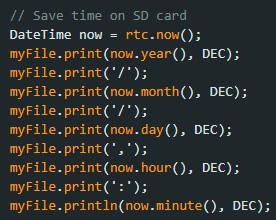 // Save time on SD card
DateTime now = rtc.now();
myFile.print(now.year(), DEC);
myFile.print('/');
myFile.print(now.month(), DEC);
myFile.print('/');
myFile.print(now.day(), DEC);
myFile.print(',');
myFile.print(now.hour(), DEC);
myFile.print(':');
myFile.println(now.minute(), DEC);